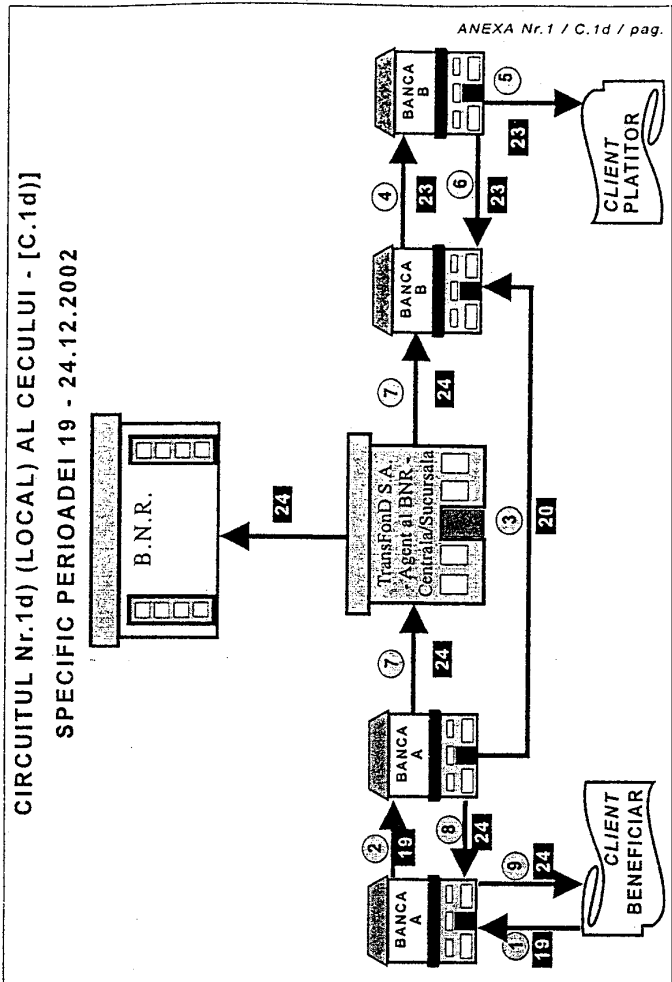 ANEXA Nr.1 / C.1d / pag.
CIRCUITUL Nr.1d) (LOCAL) AL CECULUI - [C.1d)]
SPECIFIC PERIOADEI 19 - 24.12.2002
B.N.R.
24
TransFonD S.A.
- Agent al BNR -
Centrala/Sucursala
BANCA
A
2
19
BANCA
A
7
24
7
24
BANCA
B
4
23
BANCA
B
8
24
6
23
1
19
9
24
3
20
5
23
CLIENT
BENEFICIAR
CLIENT
PLATITOR